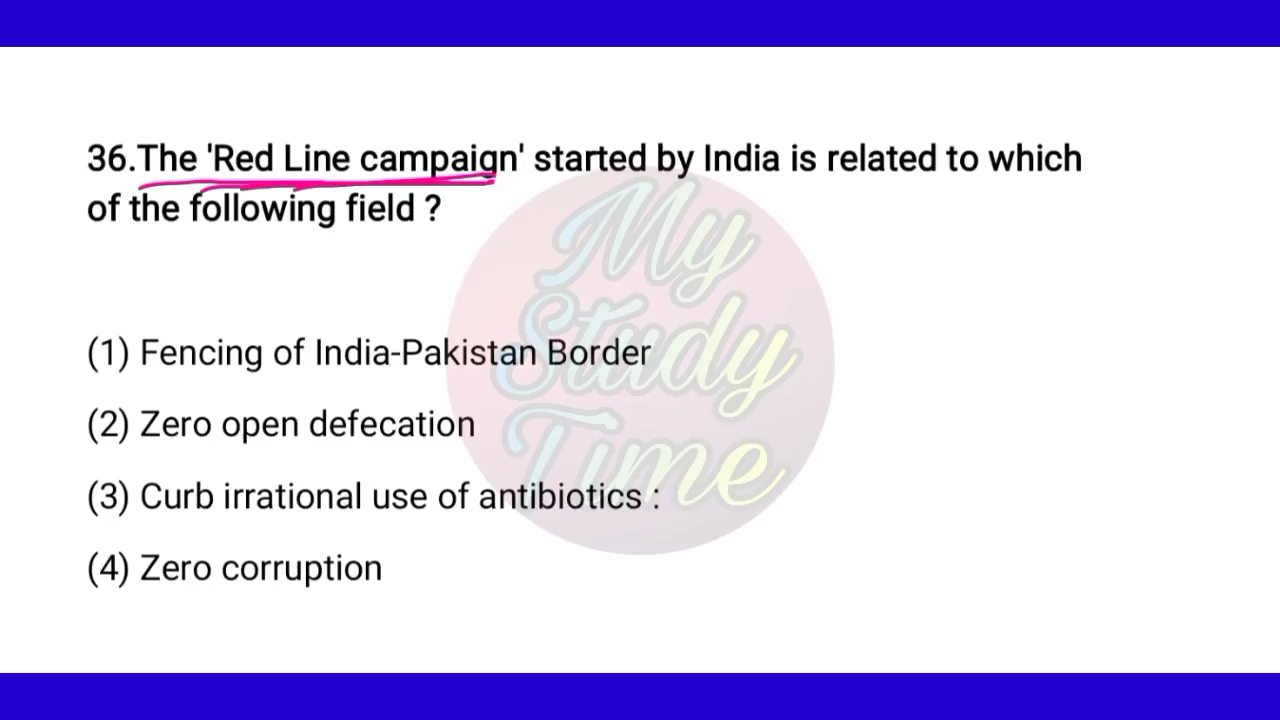 36.The 'Red Line campaign' started by India is related to which
of the following field ?
My
Study
Time
(1) Fencing of India-Pakistan Border
(2) Zero open defecation
(3) Curb irrational use of antibiotics :
(4) Zero corruption